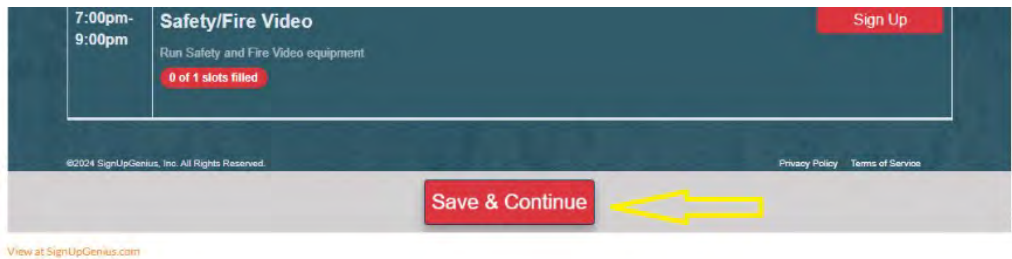 7:00pm-
9:00pm
Safety/Fire Video
Run Safety and Fire Video equipment
0 of 1 slots filled
Sign Up
©2024 SignUpGenius, Inc. All Rights Reserved.
Privacy Policy Terms of Service
Save & Continue
View at SignUpGenius.com